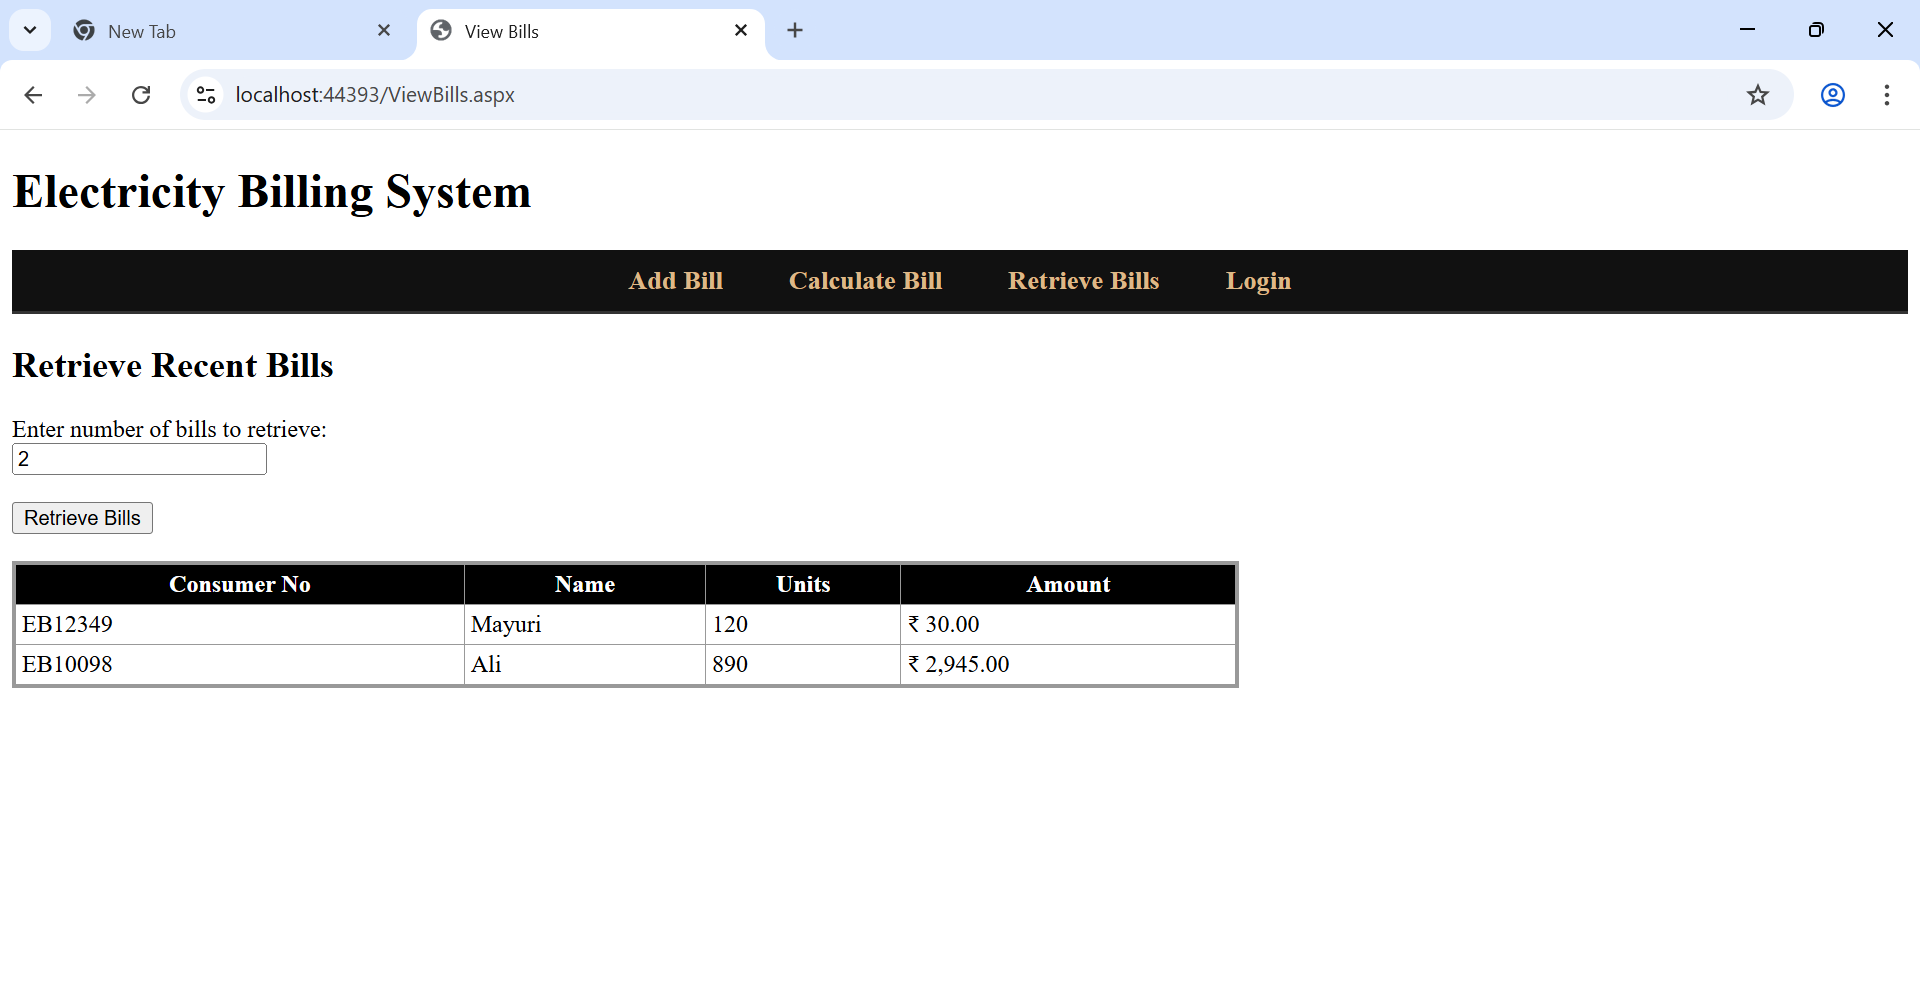 New Tab
View Bills
localhost:44393/ViewBills.aspx
Electricity Billing System
Add Bill Calculate Bill Retrieve Bills Login
Retrieve Recent Bills
Enter number of bills to retrieve:
2
Retrieve Bills
Consumer No Name Units Amount
EB12349 Mayuri 120 ₹ 30.00
EB10098 Ali 890 ₹ 2,945.00